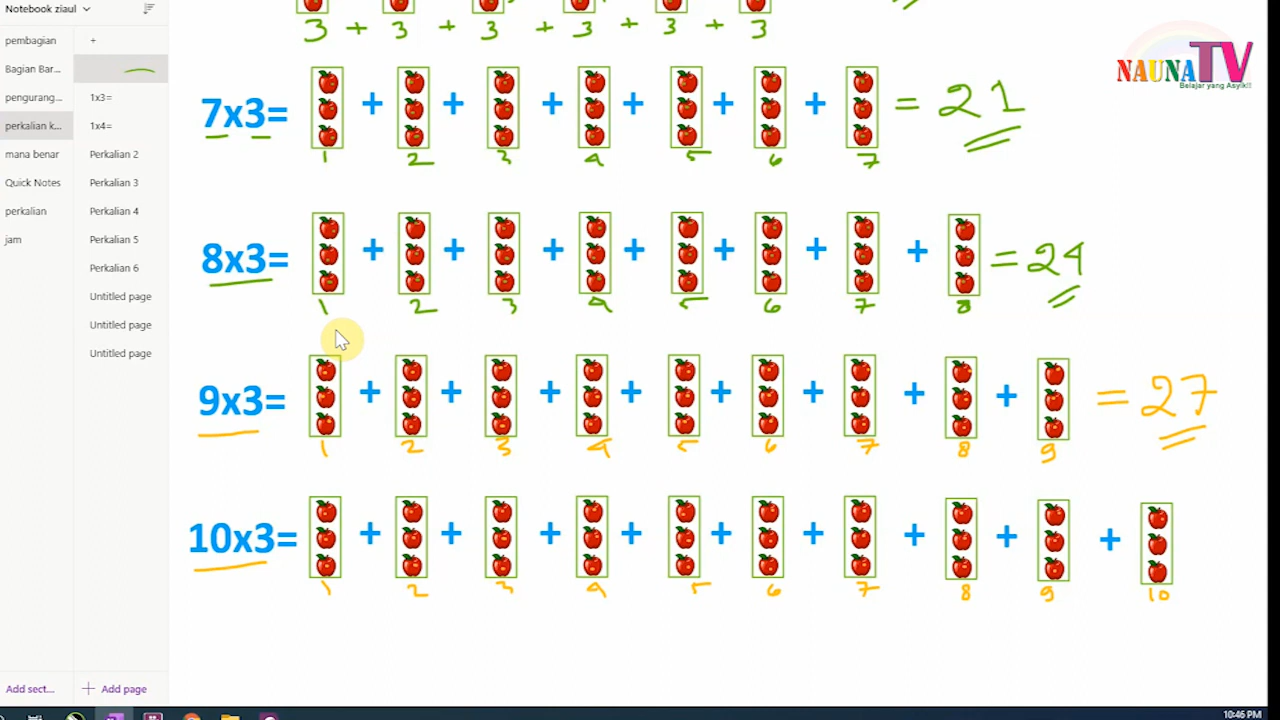 Notebook ziaul
pembagian
+
Bagian Bar...
pengurang...
1x3=
perkalian k...
1x4=
mana benar
Perkalian 2
Quick Notes
Perkalian 3
perkalian
Perkalian 4
jam
Perkalian 5
Perkalian 6
Untitled page
Untitled page
Untitled page
Add sect...
+ Add page
NAUNA TV
Belajar yang Asyik!!
3 + 3 + 3 + 3 + 3 + 3
7x3= + + + + + + = 21
1 2 3 4 5 6 7
8x3= + + + + + + + = 24
1 2 3 4 5 6 7 8
9x3= + + + + + + + + = 27
1 2 3 4 5 6 7 8 9
10x3= + + + + + + + + +
1 2 3 4 5 6 7 8 9 10
10:46 PM